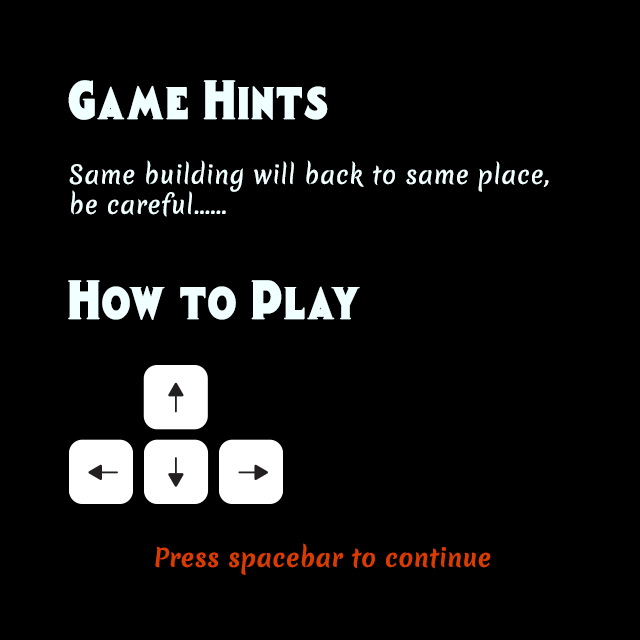 Game Hints
Same building will back to same place,
be careful......
How to Play
↑
← ↓ →
Press spacebar to continue